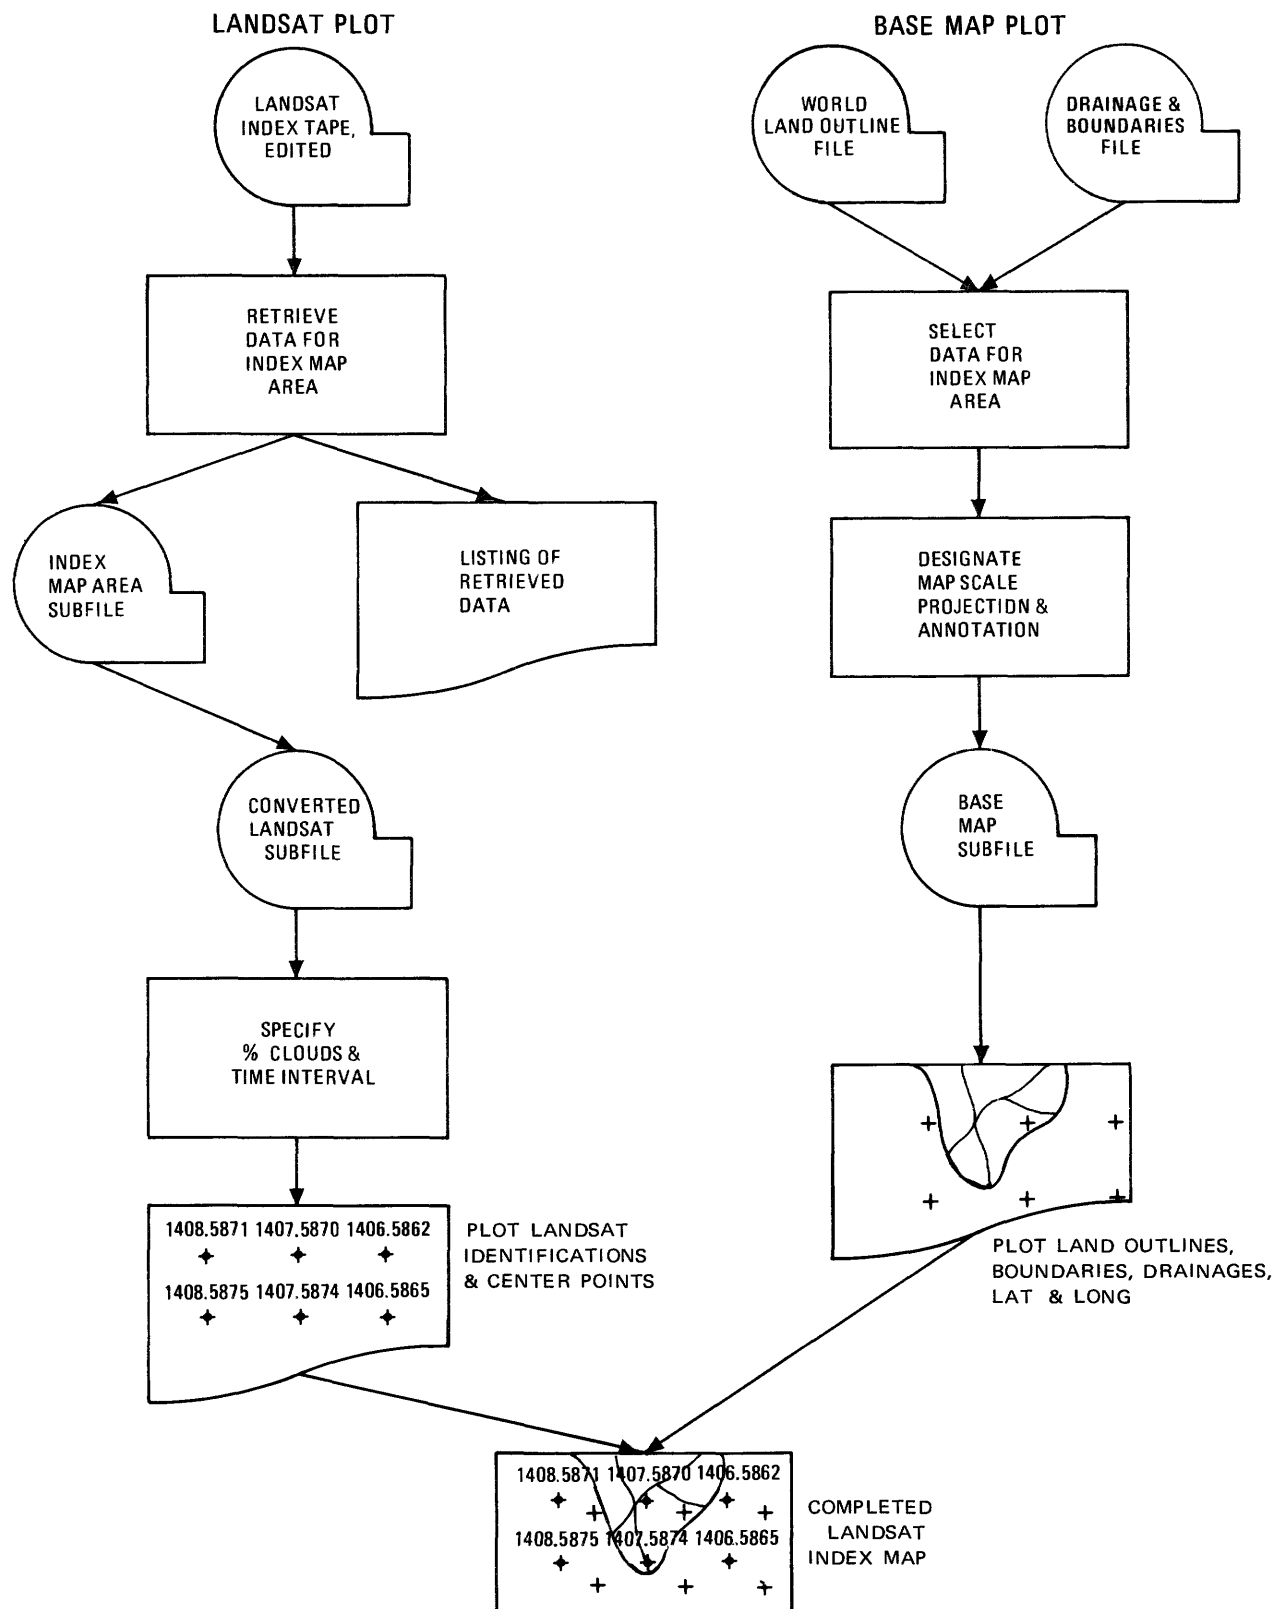 LANDSAT PLOT
LANDSAT
INDEX TAPE,
EDITED
RETRIEVE
DATA FOR
INDEX MAP
AREA
INDEX
MAP AREA
SUBFILE
LISTING OF
RETRIEVED
DATA
CONVERTED
LANDSAT
SUBFILE
SPECIFY
% CLOUDS &
TIME INTERVAL
1408.5871 1407.5870 1406.5862
1408.5875 1407.5874 1406.5865
PLOT LANDSAT
IDENTIFICATIONS
& CENTER POINTS
BASE MAP PLOT
WORLD
LAND OUTLINE
FILE
DRAINAGE &
BOUNDARIES
FILE
SELECT
DATA FOR
INDEX MAP
AREA
DESIGNATE
MAP SCALE
PROJECTION &
ANNOTATION
BASE
MAP
SUBFILE
PLOT LAND OUTLINES,
BOUNDARIES, DRAINAGES,
LAT & LONG
1408.5871 1407.5870 1406.5862
1408.5875 1407.5874 1406.5865
COMPLETED
LANDSAT
INDEX MAP